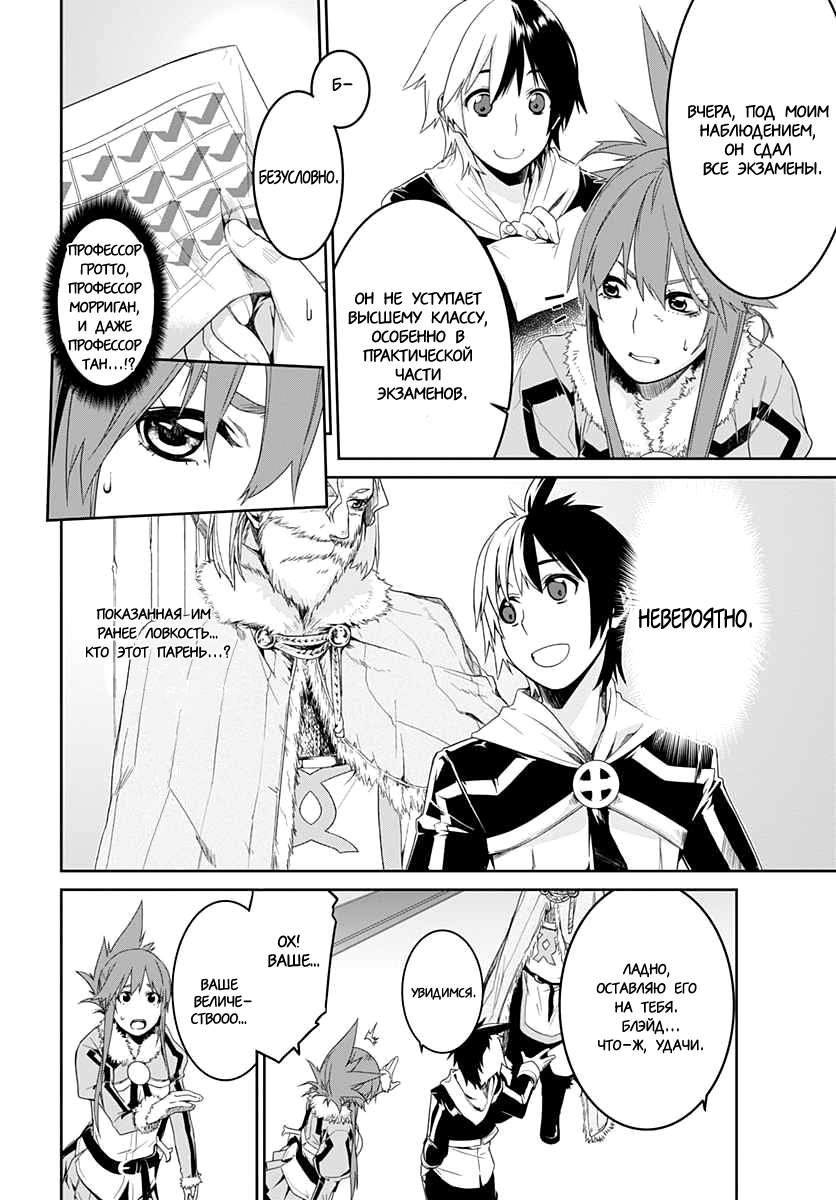 ВЧЕРА, ПОД МОИМ
НАБЛЮДЕНИЕМ,
ОН СДАЛ
ВСЕ ЭКЗАМЕНЫ.
ОН НЕ УСТУПАЕТ
ВЫСШЕМУ КЛАССУ,
ОСОБЕННО В
ПРАКТИЧЕСКОЙ
ЧАСТИ
ЭКЗАМЕНОВ.
Б-
БЕЗУСЛОВНО.
ПРОФЕССОР
ГРОТТО,
ПРОФЕССОР
МОРРИГАН,
И ДАЖЕ
ПРОФЕССОР
ТАН...!?
НЕВЕРОЯТНО.
ПОКАЗАННАЯ ИМ
РАНЕЕ ЛОВКОСТЬ...
КТО ЭТОТ ПАРЕНЬ...?
ЛАДНО,
ОСТАВЛЯЮ ЕГО
НА ТЕБЯ.
БЛЭЙД...
ЧТО-Ж, УДАЧИ.
УВИДИМСЯ.
ОХ!
ВАШЕ...
ВАШЕ
ВЕЛИЧЕ-
СТВООО...